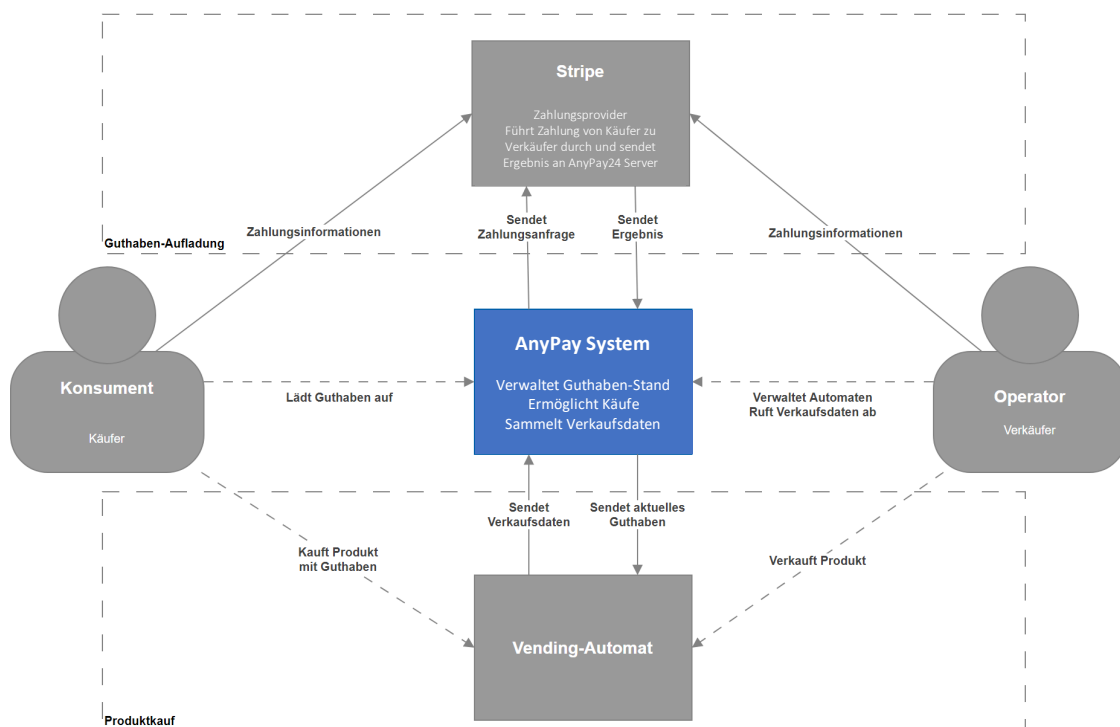 Stripe
Zahlungsprovider
Führt Zahlung von Käufer zu
Verkäufer durch und sendet
Ergebnis an AnyPay24 Server
Sendet
Zahlungsanfrage
Sendet
Ergebnis
Zahlungsinformationen
Zahlungsinformationen
Guthaben-Aufladung
AnyPay System
Verwaltet Guthaben-Stand
Ermöglicht Käufe
Sammelt Verkaufsdaten
Konsument
Käufer
Lädt Guthaben auf
Verwaltet Automaten
Ruft Verkaufsdaten ab
Operator
Verkäufer
Sendet
Verkaufsdaten
Sendet aktuelles
Guthaben
Kauft Produkt
mit Guthaben
Verkauft Produkt
Vending-Automat
Produktkauf